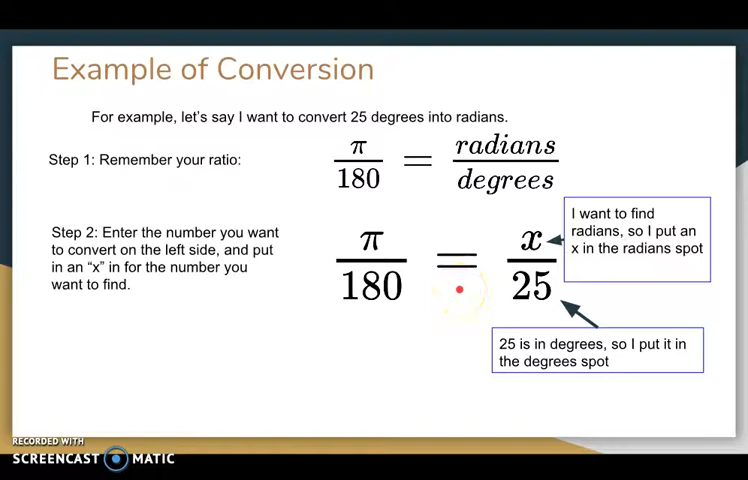 Example of Conversion
For example, let's say I want to convert 25 degrees into radians.
Step 1: Remember your ratio:
π/180 = radians/degrees
Step 2: Enter the number you want
to convert on the left side, and put
in an “x” in for the number you
want to find.
π/180 = x/25
I want to find
radians, so I put an
x in the radians spot
25 is in degrees, so I put it in
the degrees spot
RECORDED WITH
SCREENCAST MATIC